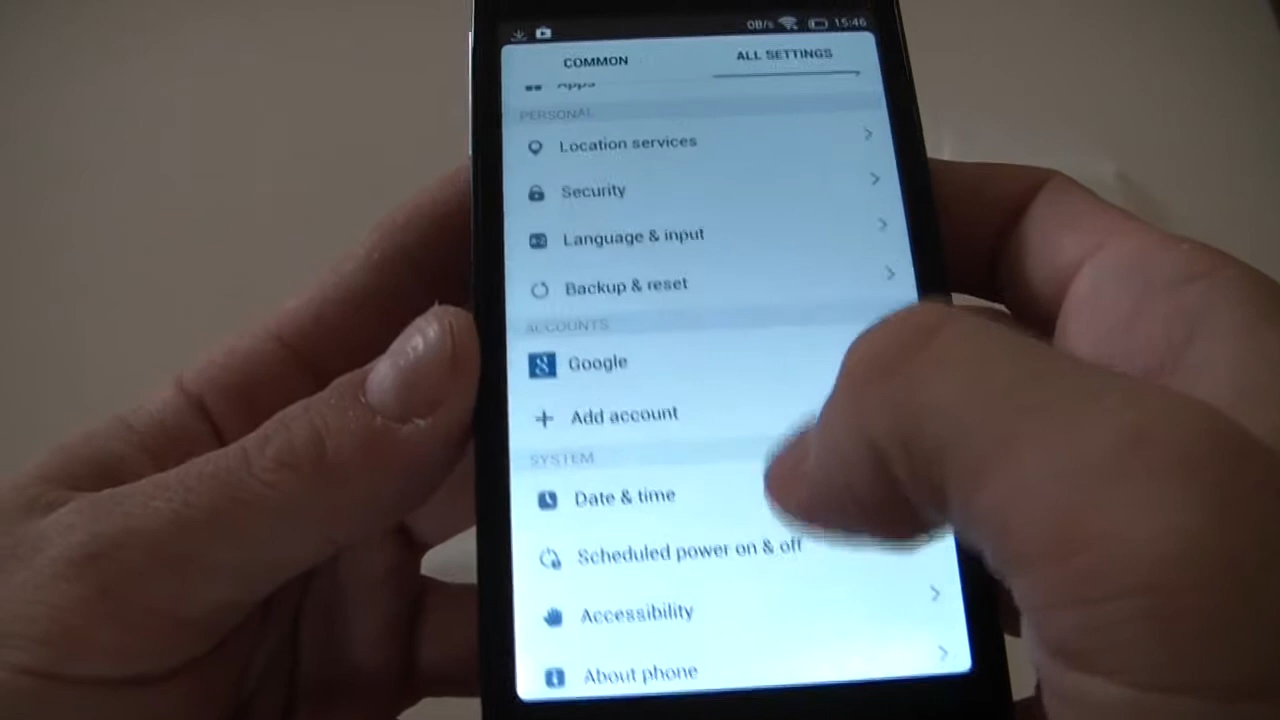 0B/s 15:46
COMMON ALL SETTINGS
Apps
PERSONAL
Location services
Security
Language & input
Backup & reset
ACCOUNTS
Google
Add account
SYSTEM
Date & time
Scheduled power on & off
Accessibility
About phone